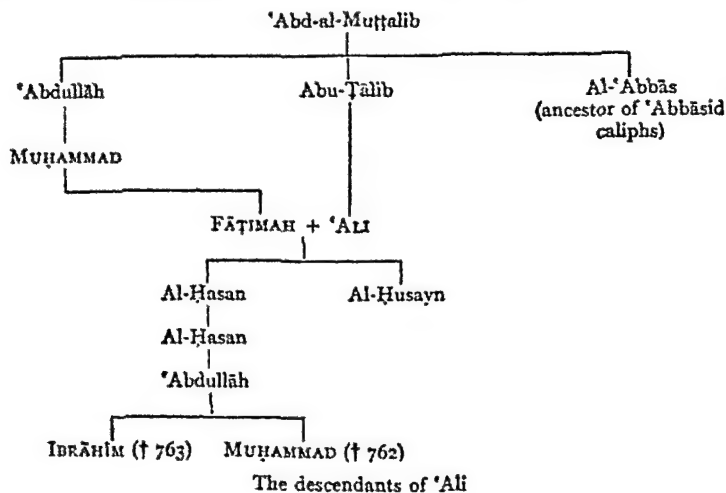 ‘Abd-al-Muṭṭalib
‘Abdullāh Abu-Ṭālib Al-‘Abbās
(ancestor of ‘Abbāsid
caliphs)
MUḤAMMAD
FĀṬIMAH + ‘ALI
Al-Ḥasan Al-Ḥusayn
Al-Ḥasan
‘Abdullāh
IBRĀHĪM († 763) MUḤAMMAD († 762)
The descendants of ‘Ali